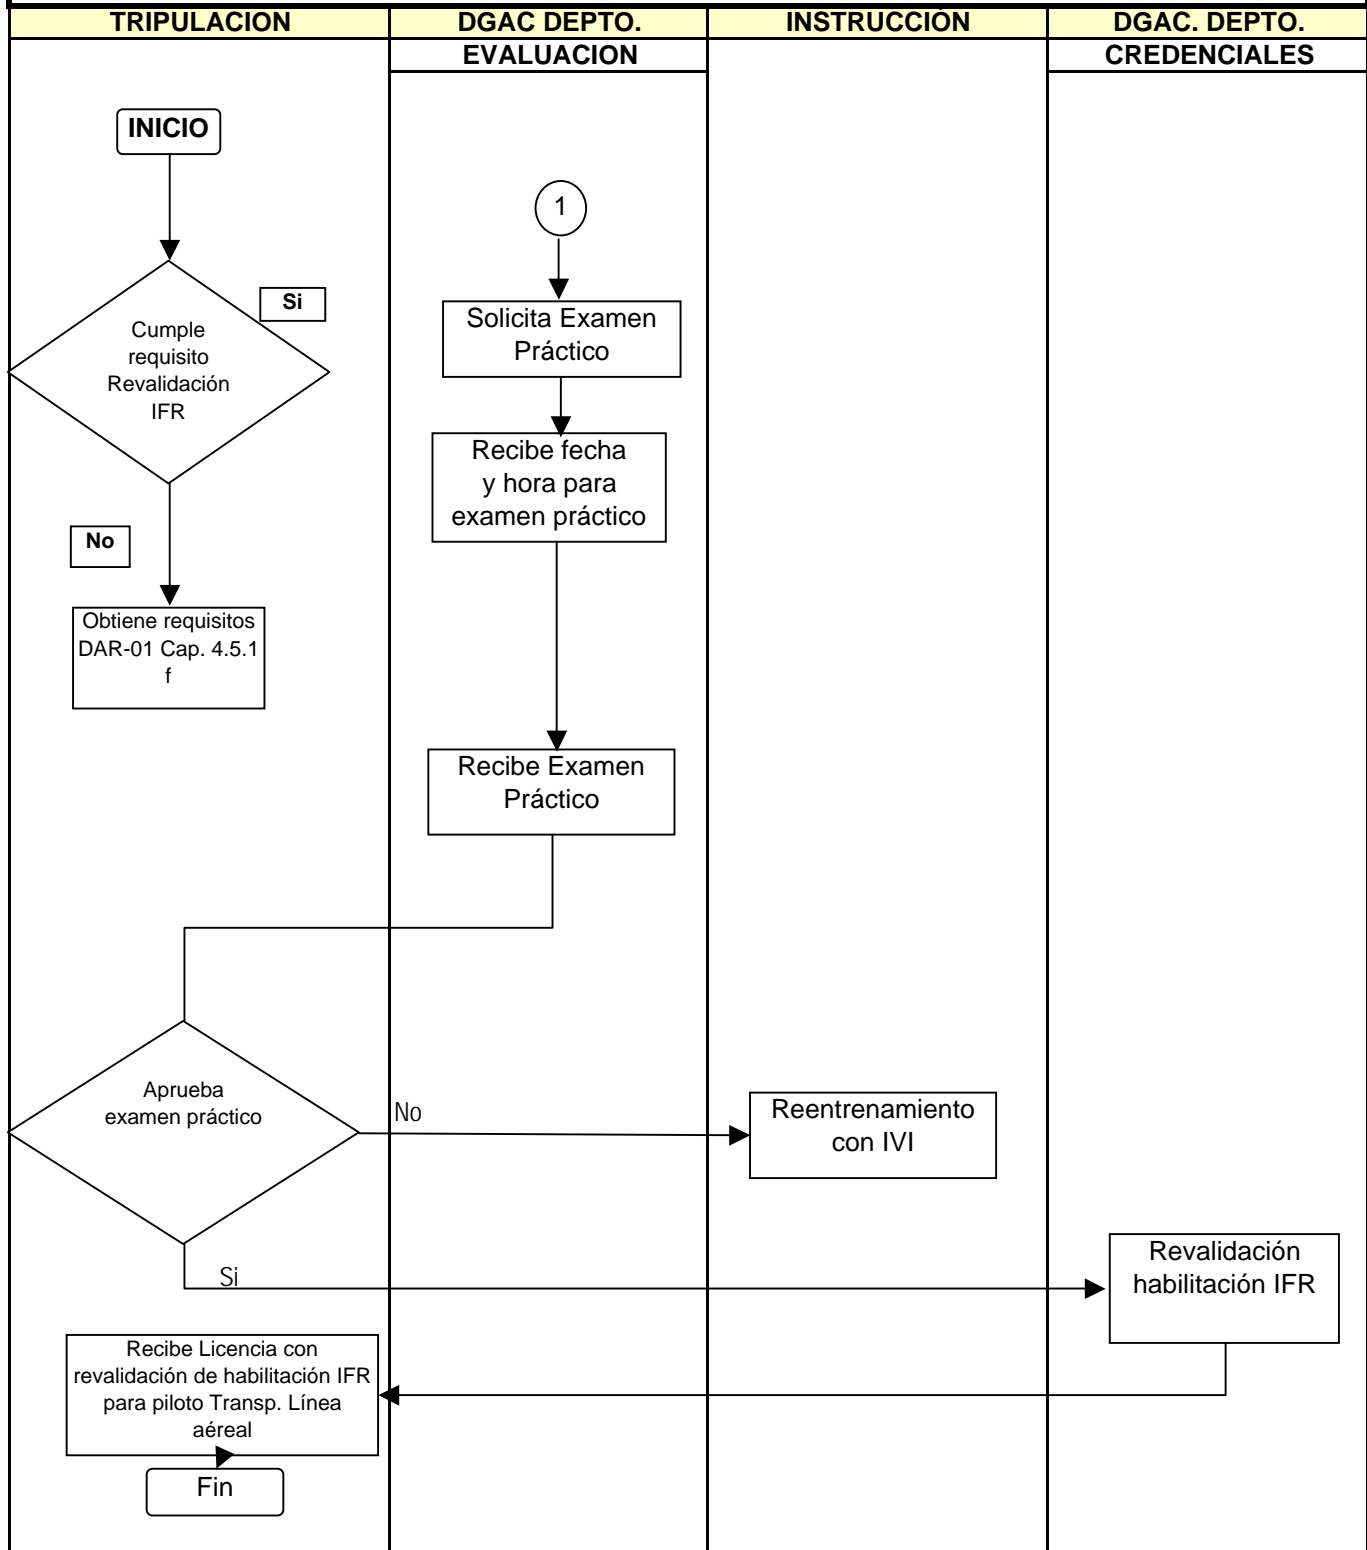 TRIPULACION
DGAC DEPTO.
INSTRUCCIÓN
DGAC. DEPTO.
EVALUACION
CREDENCIALES
INICIO
1
Si
Cumple
requisito
Revalidación
IFR
Solicita Examen
Práctico
Recibe fecha
y hora para
examen práctico
No
Obtiene requisitos
DAR-01 Cap. 4.5.1
f
Recibe Examen
Práctico
Aprueba
examen práctico
No
Reentrenamiento
con IVI
Si
Revalidación
habilitación IFR
Recibe Licencia con
revalidación de habilitación IFR
para piloto Transp. Línea
aéreal
Fin